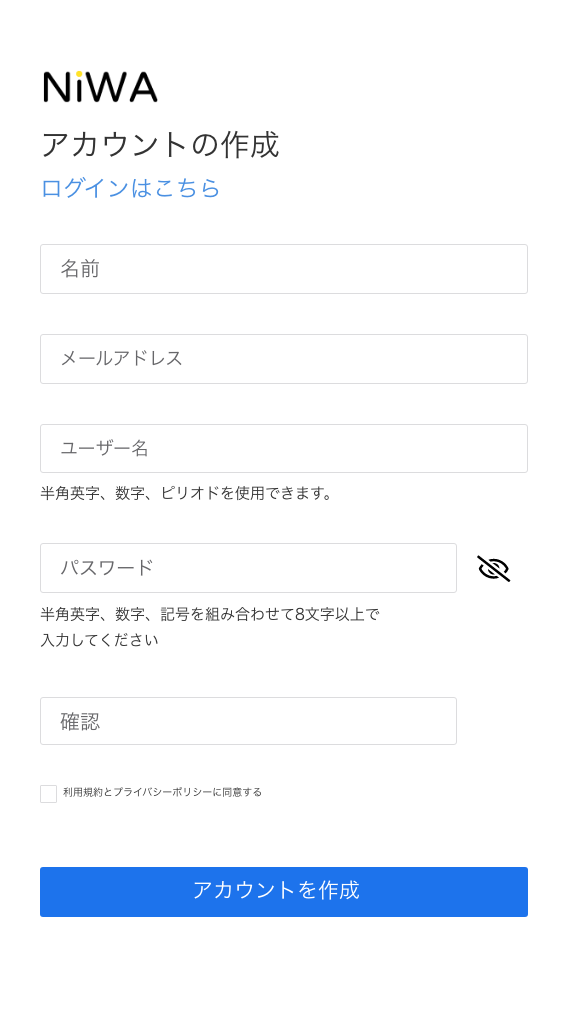 NiWA
アカウントの作成
ログインはこちら
名前
メールアドレス
ユーザー名
半角英字、数字、ピリオドを使用できます。
パスワード
半角英字、数字、記号を組み合わせて8文字以上で
入力してください
確認
利用規約とプライバシーポリシーに同意する
アカウントを作成